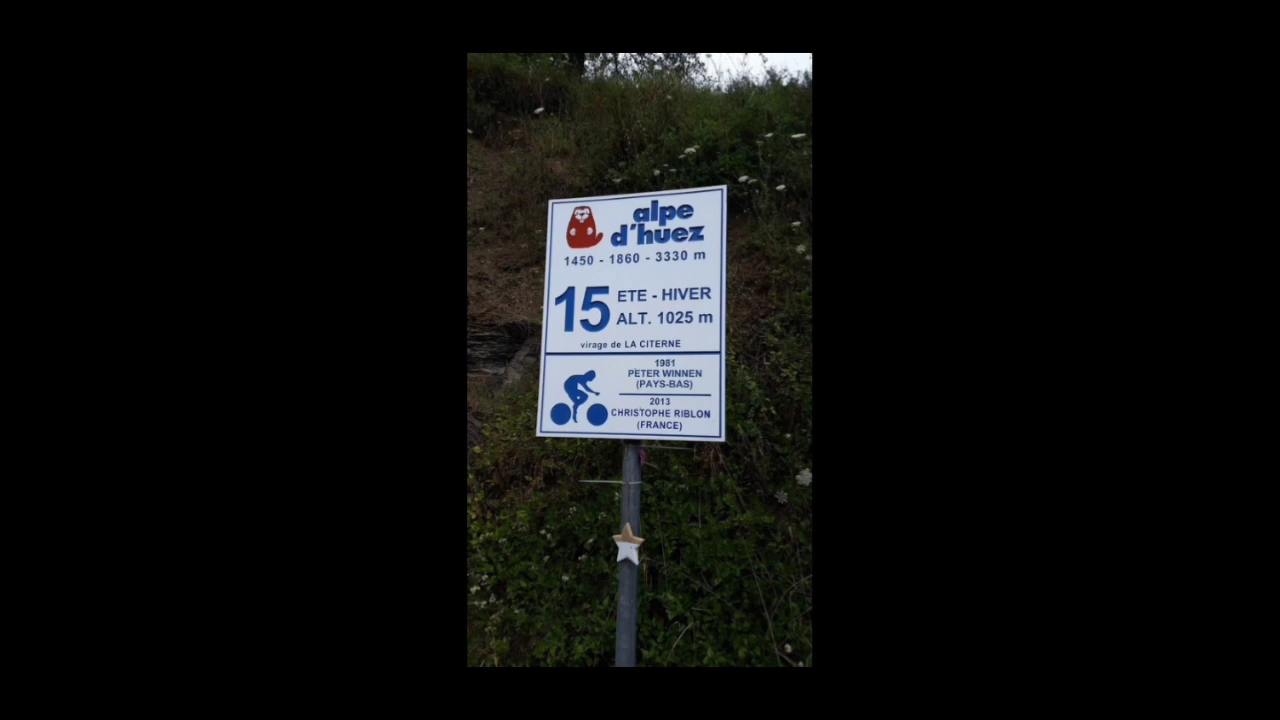 alpe
d'huez
1450 - 1860 - 3330 m
15
ETE - HIVER
ALT. 1025 m
virage de LA CITERNE
1981
PETER WINNEN
(PAYS-BAS)
2013
CHRISTOPHE RIBLON
(FRANCE)